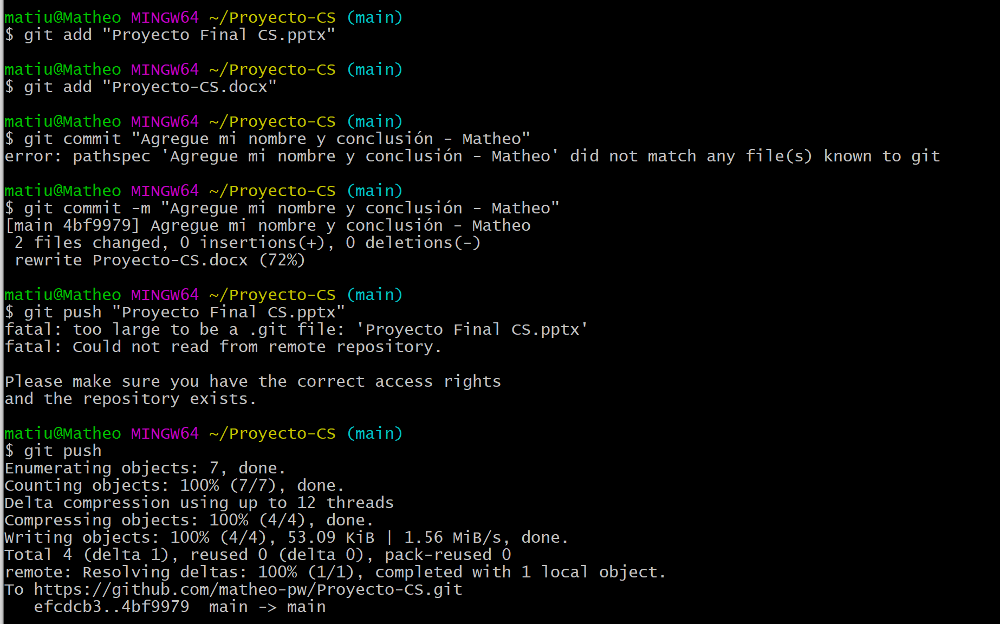 matiu@Matheo MINGW64 ~/Proyecto-CS (main)
$ git add "Proyecto Final CS.pptx"
matiu@Matheo MINGW64 ~/Proyecto-CS (main)
$ git add "Proyecto-CS.docx"
matiu@Matheo MINGW64 ~/Proyecto-CS (main)
$ git commit "Agregue mi nombre y conclusión - Matheo"
error: pathspec 'Agregue mi nombre y conclusión - Matheo' did not match any file(s) known to git
matiu@Matheo MINGW64 ~/Proyecto-CS (main)
$ git commit -m "Agregue mi nombre y conclusión - Matheo"
[main 4bf9979] Agregue mi nombre y conclusión - Matheo
 2 files changed, 0 insertions(+), 0 deletions(-)
 rewrite Proyecto-CS.docx (72%)
matiu@Matheo MINGW64 ~/Proyecto-CS (main)
$ git push "Proyecto Final CS.pptx"
fatal: too large to be a .git file: 'Proyecto Final CS.pptx'
fatal: Could not read from remote repository.
Please make sure you have the correct access rights
and the repository exists.
matiu@Matheo MINGW64 ~/Proyecto-CS (main)
$ git push
Enumerating objects: 7, done.
Counting objects: 100% (7/7), done.
Delta compression using up to 12 threads
Compressing objects: 100% (4/4), done.
Writing objects: 100% (4/4), 53.09 KiB | 1.56 MiB/s, done.
Total 4 (delta 1), reused 0 (delta 0), pack-reused 0
remote: Resolving deltas: 100% (1/1), completed with 1 local object.
To https://github.com/matheo-pw/Proyecto-CS.git
   efcdcb3..4bf9979  main -> main